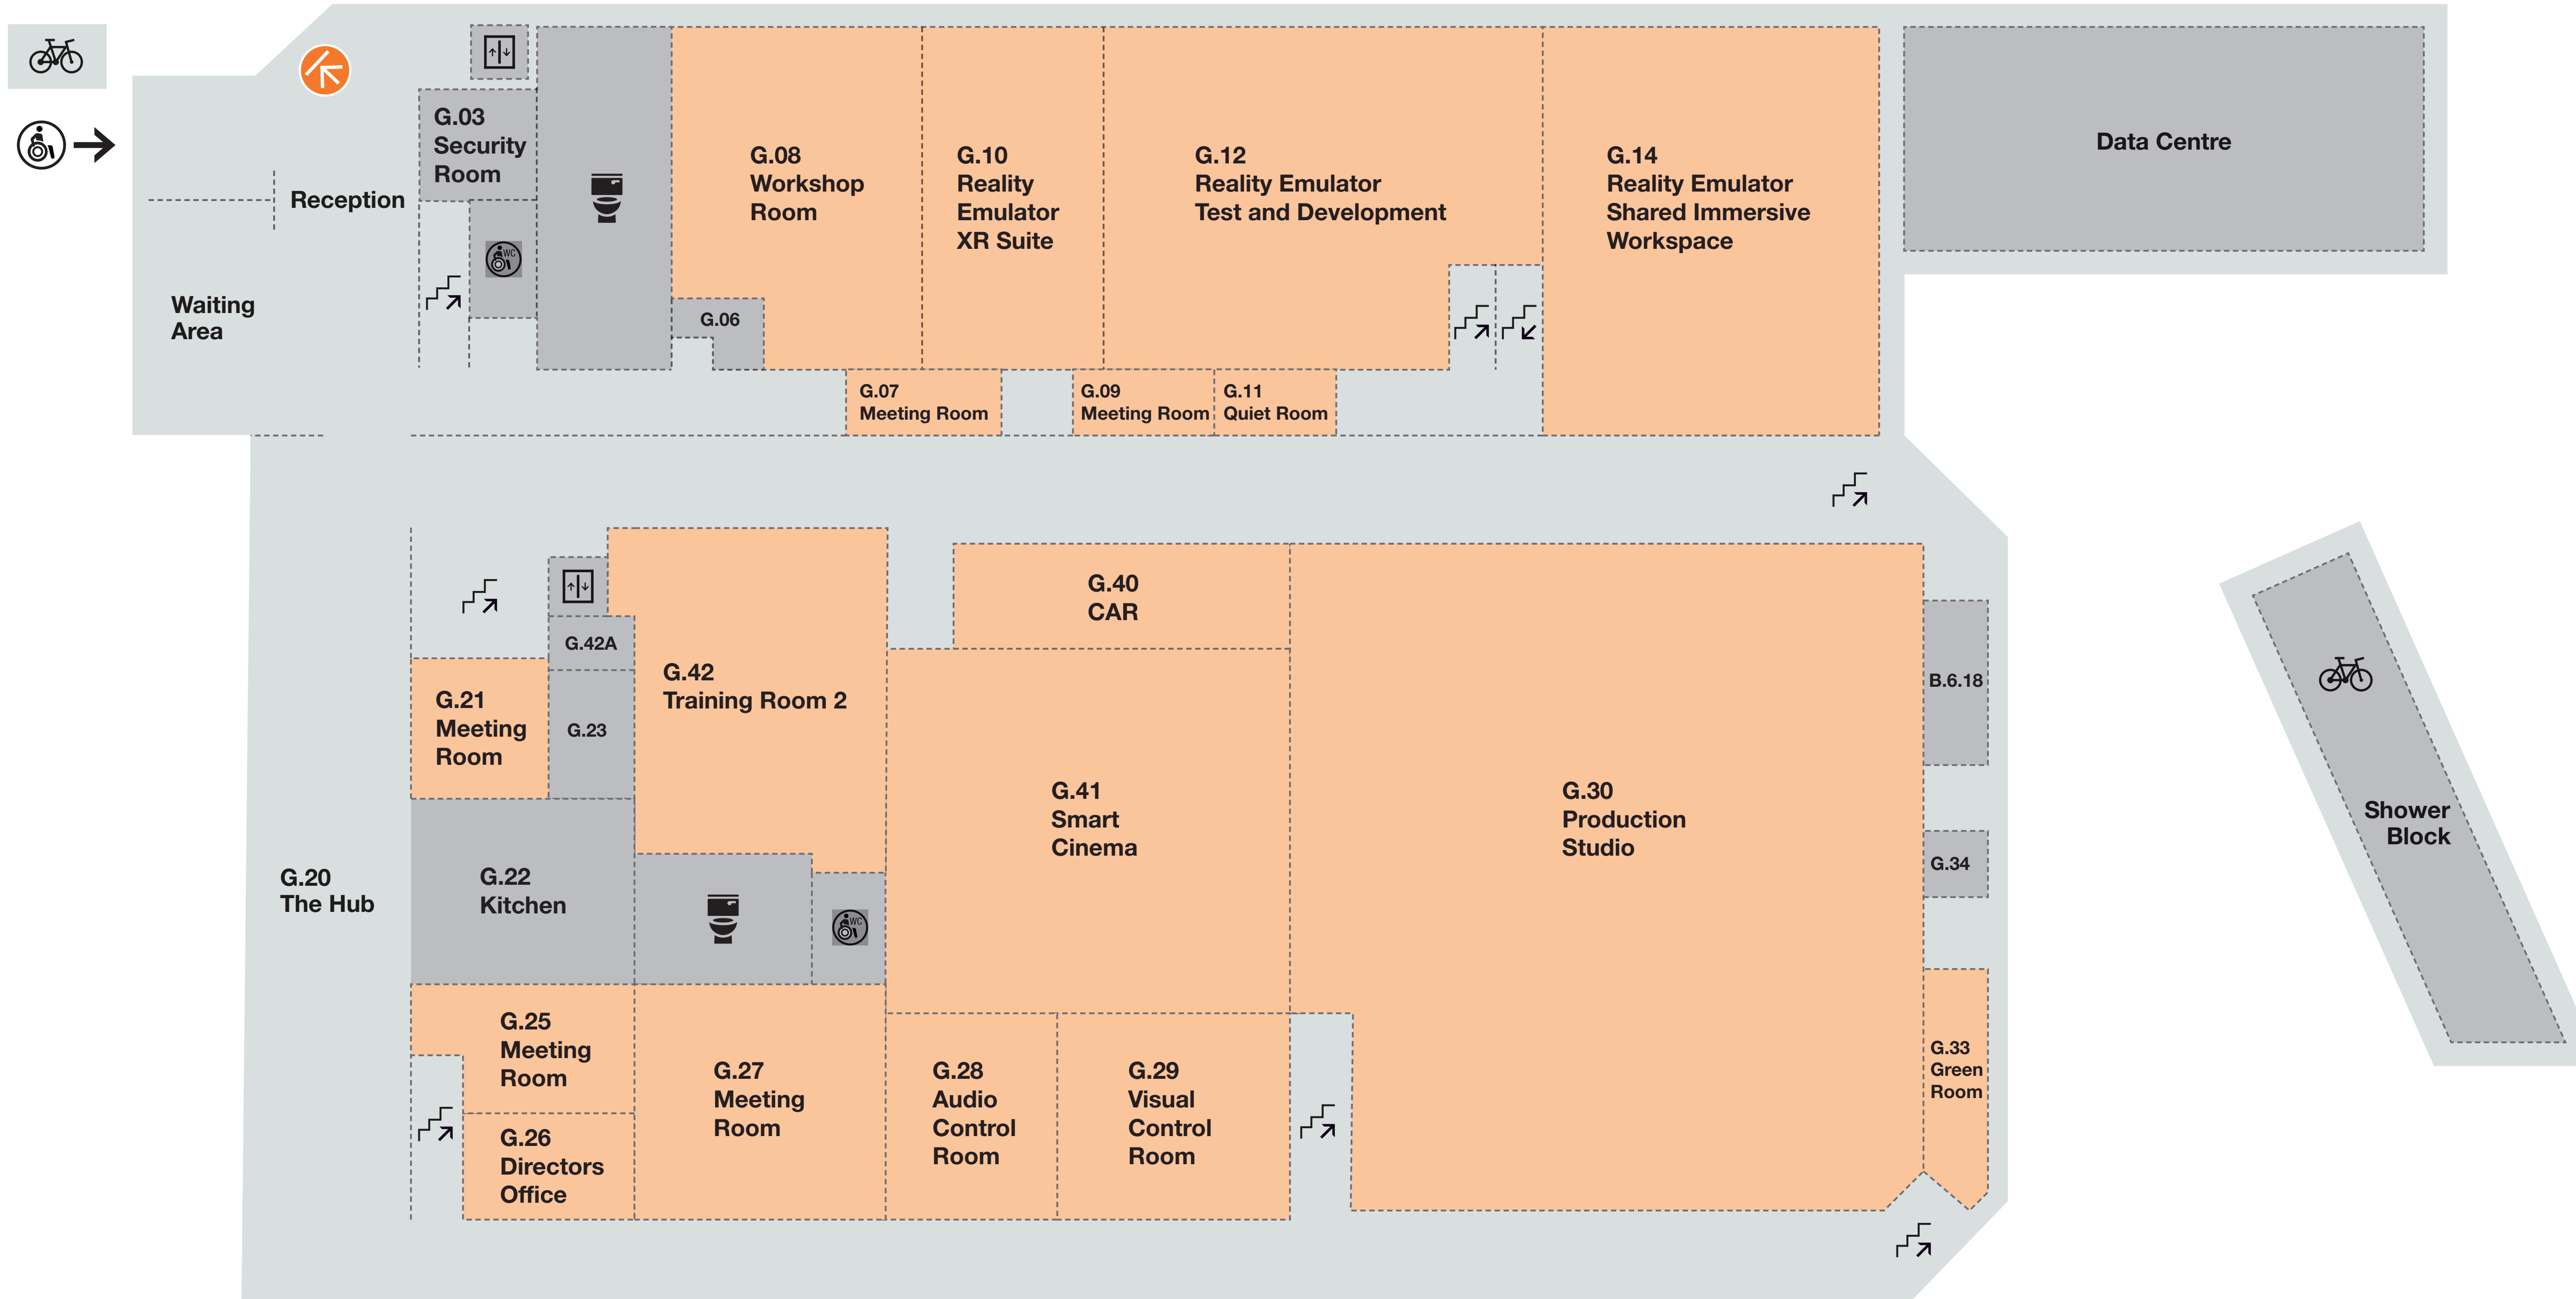 G.03
Security
Room
Reception
Waiting
Area
WC
G.06
G.08
Workshop
Room
G.10
Reality
Emulator
XR Suite
G.12
Reality Emulator
Test and Development
G.14
Reality Emulator
Shared Immersive
Workspace
Data Centre
G.07
Meeting Room
G.09
Meeting Room
G.11
Quiet Room
G.42A
G.21
Meeting
Room
G.23
G.42
Training Room 2
G.40
CAR
G.41
Smart
Cinema
G.30
Production
Studio
B.6.18
G.34
G.33
Green
Room
Shower
Block
G.20
The Hub
G.22
Kitchen
WC
G.25
Meeting
Room
G.26
Directors
Office
G.27
Meeting
Room
G.28
Audio
Control
Room
G.29
Visual
Control
Room